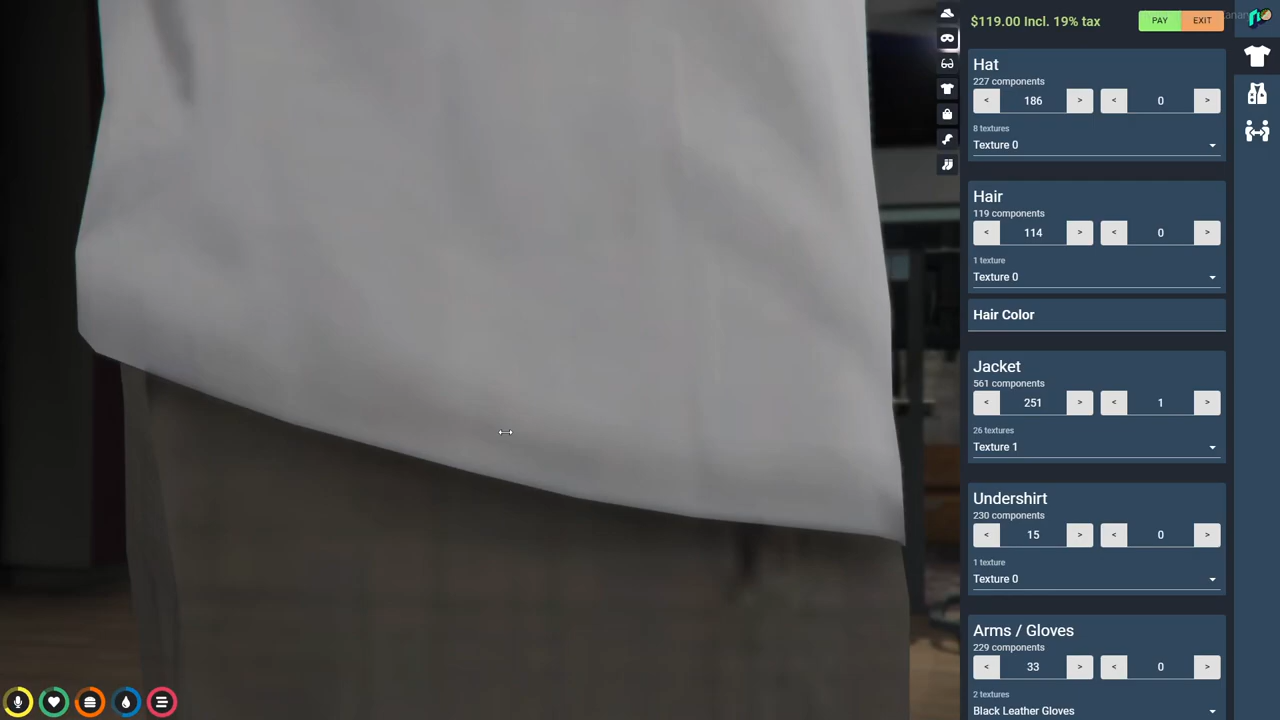 $119.00 Incl. 19% tax
PAY
EXIT
Hat
227 components
< 186 > < 0 >
8 textures
Texture 0
Hair
119 components
< 114 > < 0 >
1 texture
Texture 0
Hair Color
Jacket
561 components
< 251 > < 1 >
26 textures
Texture 1
Undershirt
230 components
< 15 > < 0 >
1 texture
Texture 0
Arms / Gloves
229 components
< 33 > < 0 >
2 textures
Black Leather Gloves